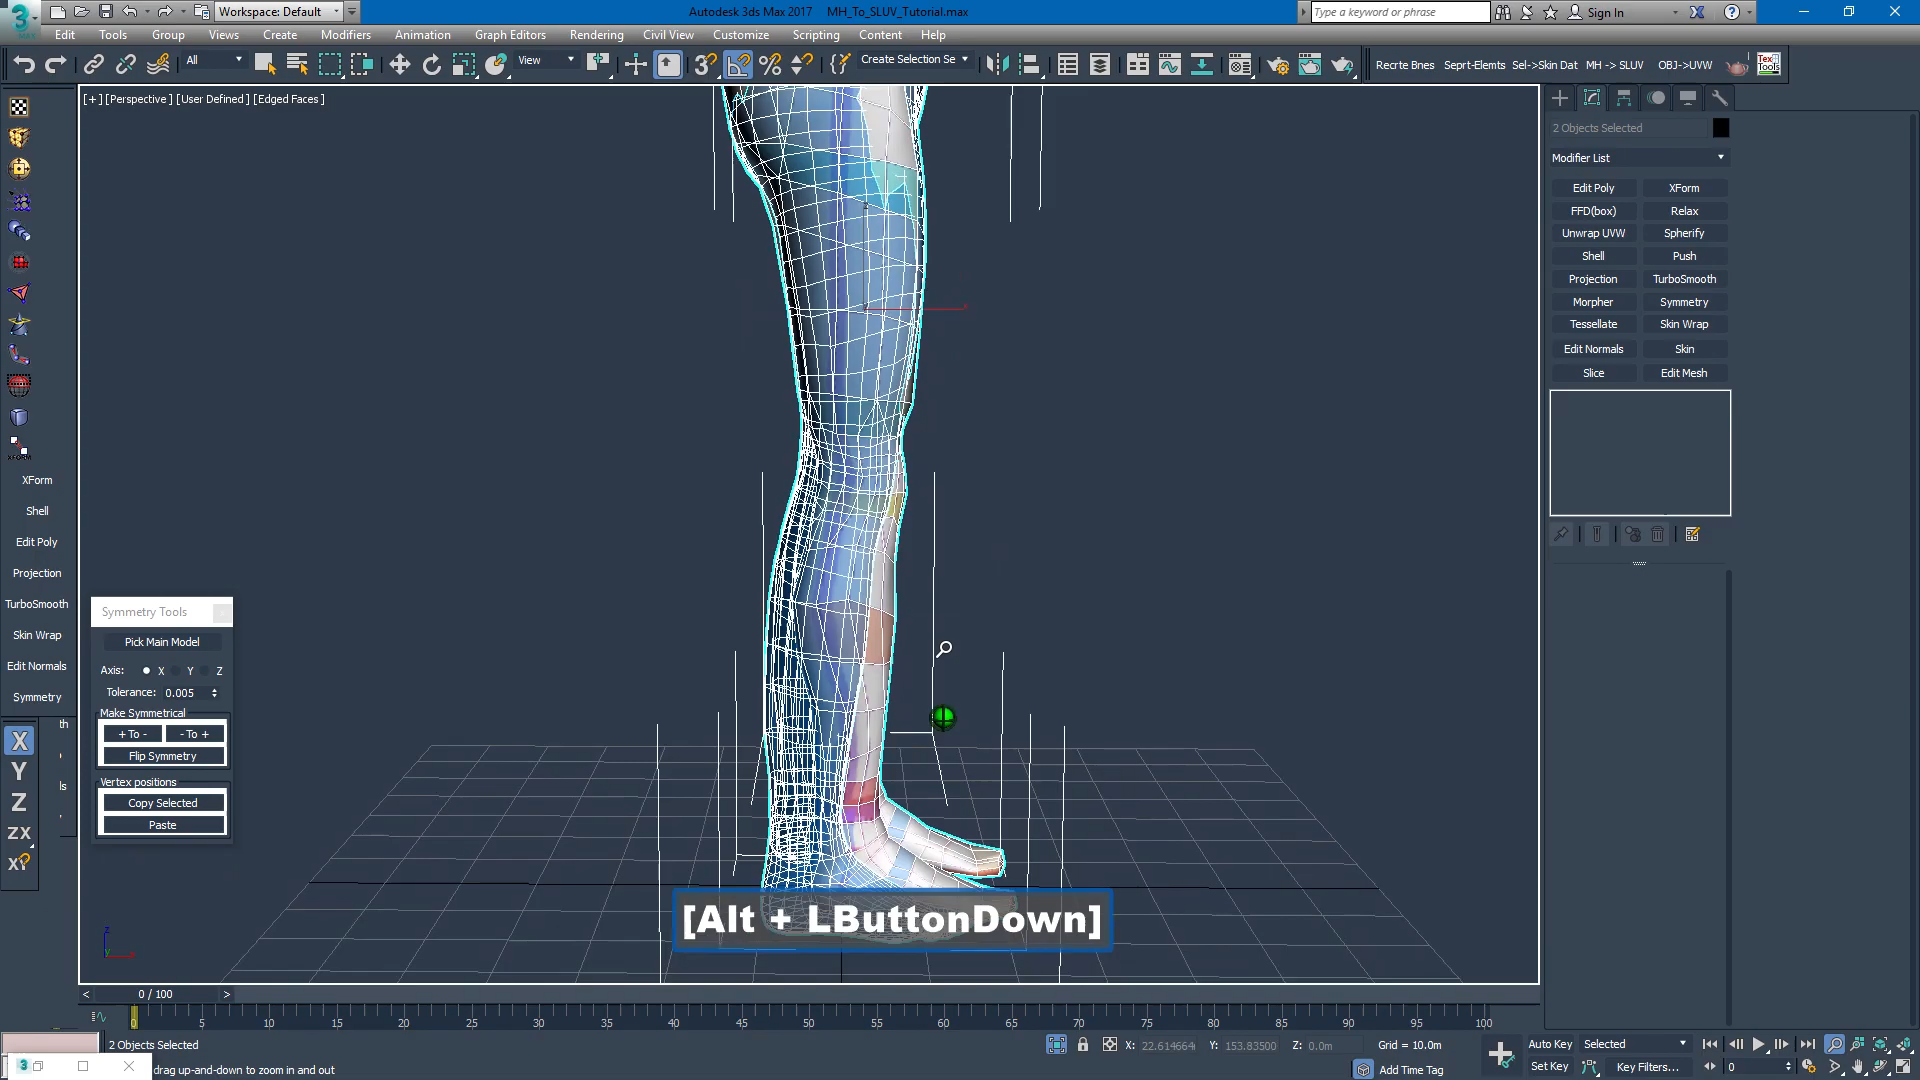 Workspace: Default
Autodesk 3ds Max 2017 MH_To_SLUV_Tutorial.max
Type a keyword or phrase
Sign In
Edit Tools Group Views Create Modifiers Animation Graph Editors Rendering Civil View Customize Scripting Content Help
All
View
Create Selection Se
Recrte Bnes Seprt-Elemts Sel->Skin Dat MH -> SLUV OBJ->UVW
[+] [Perspective] [User Defined] [Edged Faces]
2 Objects Selected
Modifier List
Edit Poly XForm
FFD(box) Relax
Unwrap UVW Spherify
Shell Push
Projection TurboSmooth
Morpher Symmetry
Tessellate Skin Wrap
Edit Normals Skin
Slice Edit Mesh
XForm
Shell
Edit Poly
Projection
TurboSmooth
Skin Wrap
Edit Normals
Symmetry
X
Y
Z
ZX
XY
Symmetry Tools
Pick Main Model
Axis: X Y Z
Tolerance: 0.005
Make Symmetrical
+To- -To+
Flip Symmetry
Vertex positions
Copy Selected
Paste
[Alt + LButtonDown]
< 0 / 100 >
0 5 10 15 20 25 30 35 40 45 50 55 60 65 70 75 80 85 90 95 100
2 Objects Selected
drag up-and-down to zoom in and out
X: Y: 153.83500 Z: 0.0m Grid = 10.0m
Add Time Tag
Auto Key Selected
Set Key Key Filters...
0